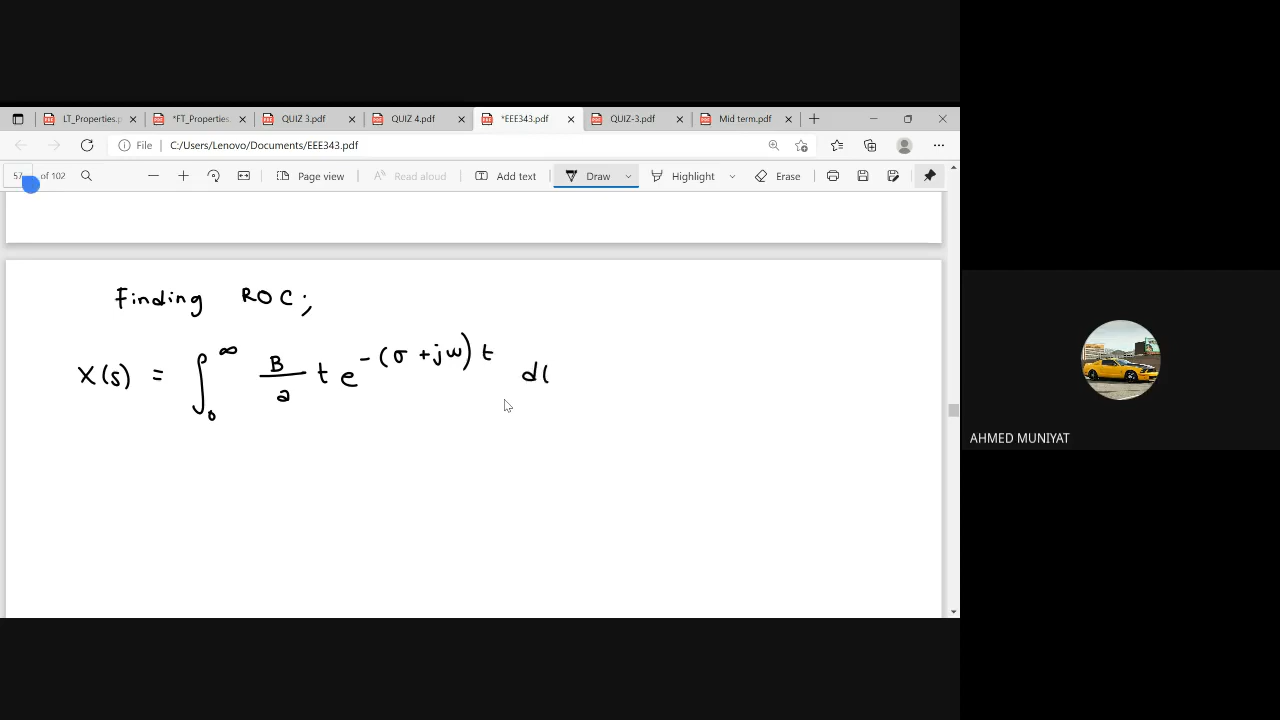 LT_Properties.p
*FT_Properties.
QUIZ 3.pdf
QUIZ 4.pdf
*EEE343.pdf
QUIZ-3.pdf
Mid term.pdf
File C:/Users/Lenovo/Documents/EEE343.pdf
57 of 102
Page view
Read aloud
Add text
Draw
Highlight
Erase
Finding ROC;
X(s) = ∫₀^∞ B/2 t e^-(σ+jω)t d(
AHMED MUNIYAT